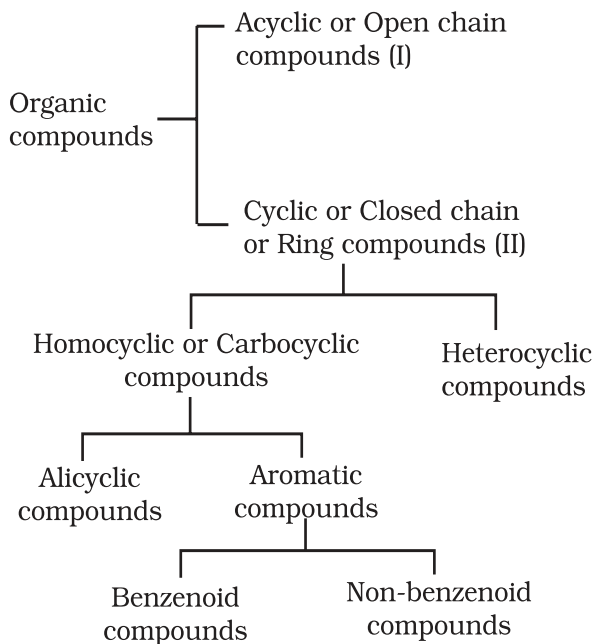 Acyclic or Open chain
compounds (I)
Organic
compounds
Cyclic or Closed chain
or Ring compounds (II)
Homocyclic or Carbocyclic
compounds
Heterocyclic
compounds
Alicyclic
compounds
Aromatic
compounds
Benzenoid
compounds
Non-benzenoid
compounds